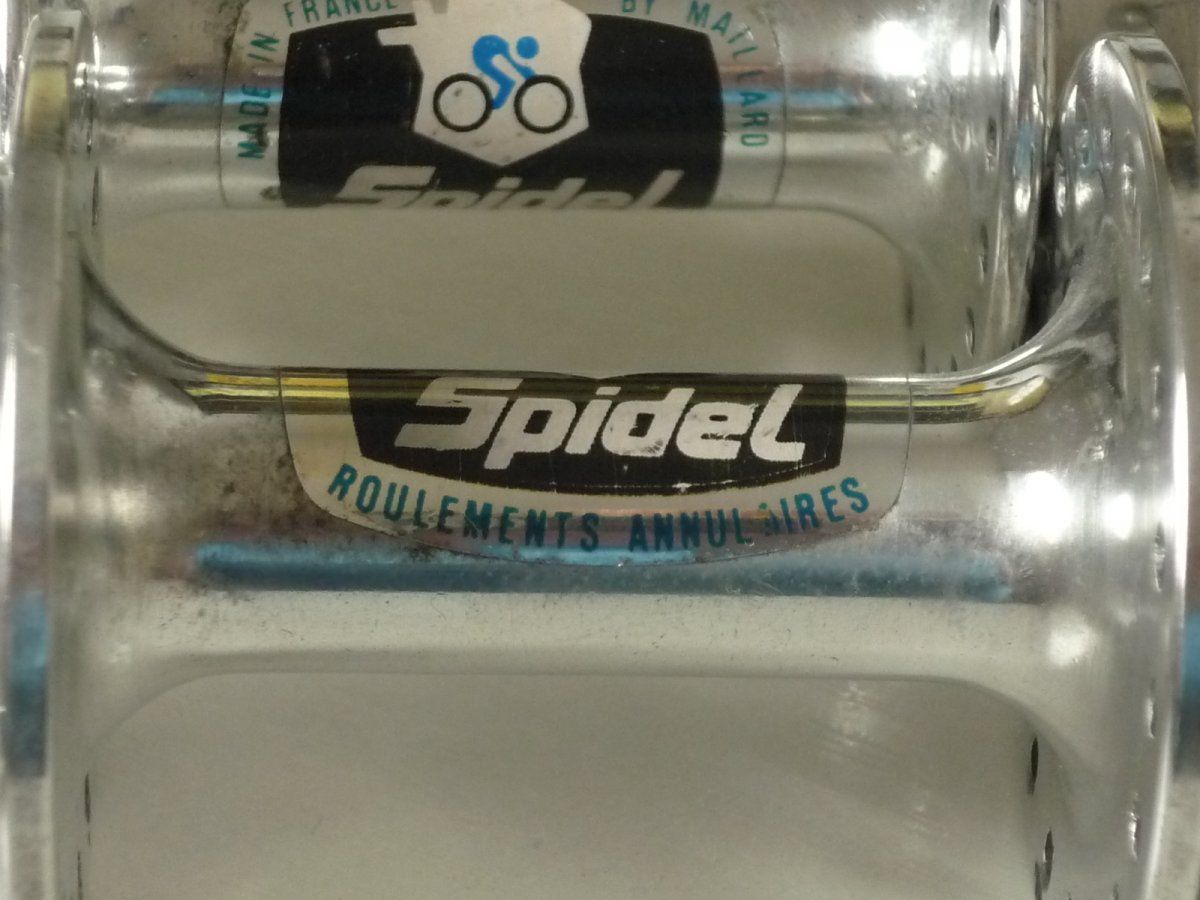 MADE IN FRANCE BY MAILLARD
Spidel
Spidel
ROULEMENTS ANNULAIRES